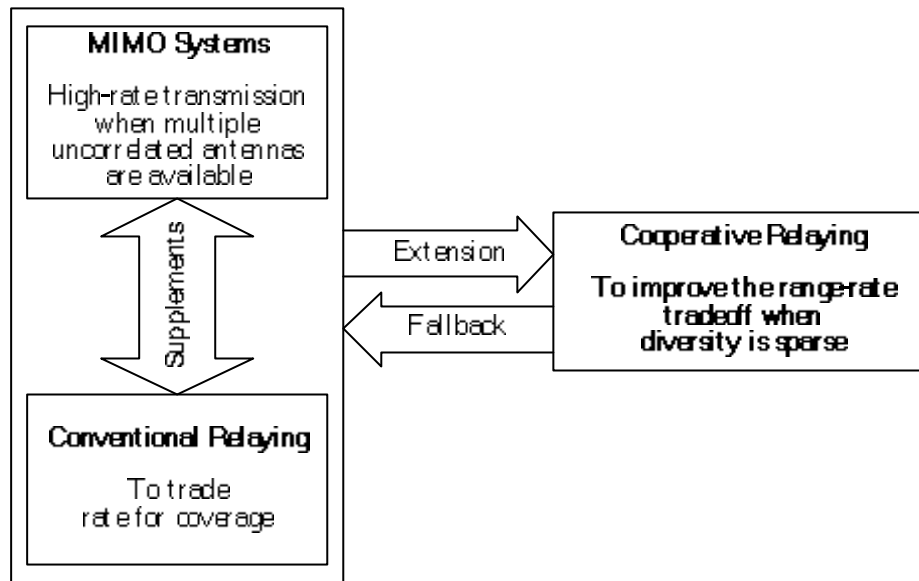 MIMO Systems
High-rate transmission
when multiple
uncorrelated antennas
are available
Supplements
Extension
Fallback
Cooperative Relaying
To improve the range-rate
tradeoff when
diversity is sparse
Conventional Relaying
To trade
rate for coverage